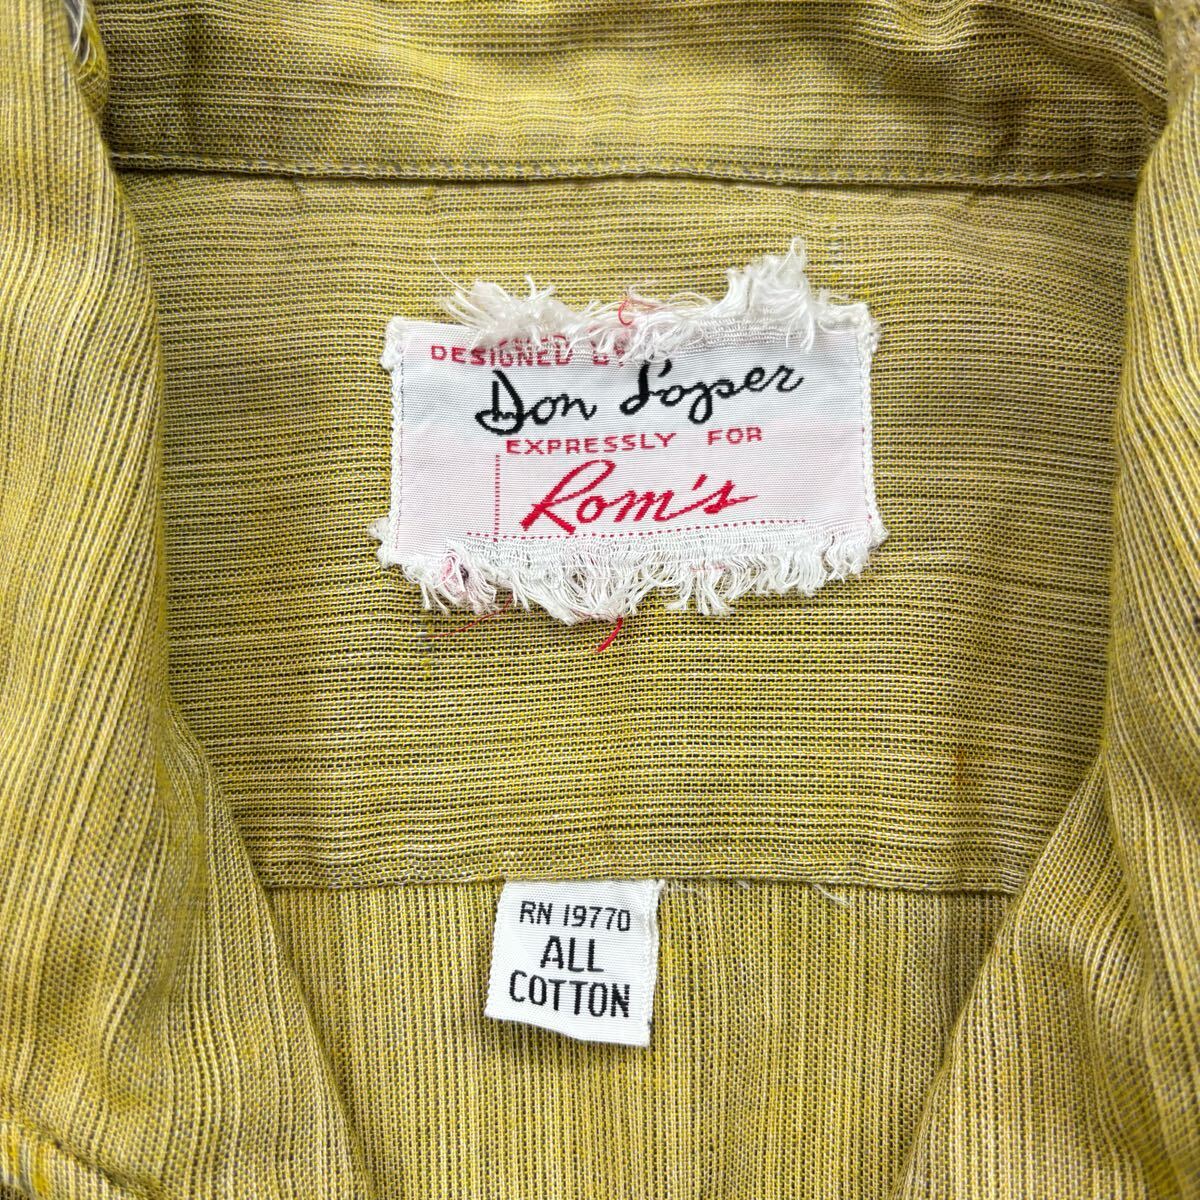 DESIGNED BY
Don Loper
EXPRESSLY FOR
Rom's
RN 19770
ALL
COTTON